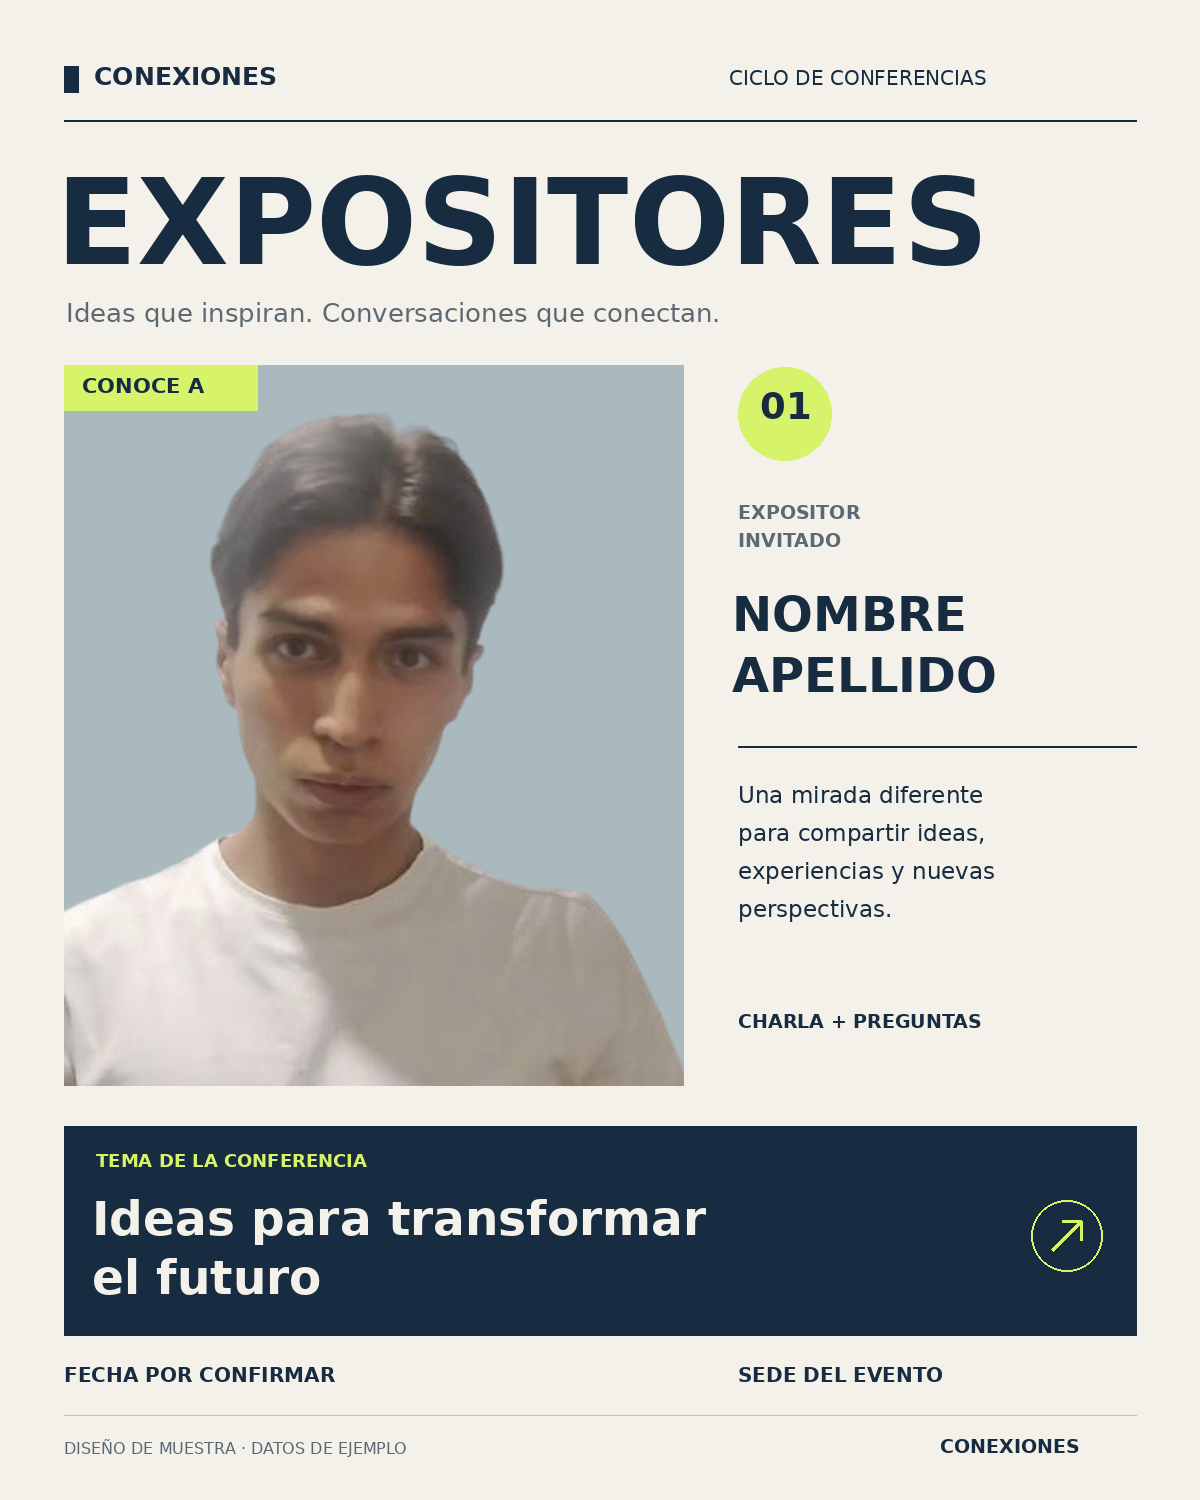 CONEXIONES
CICLO DE CONFERENCIAS
EXPOSITORES
Ideas que inspiran. Conversaciones que conectan.
CONOCE A
01
EXPOSITOR
INVITADO
NOMBRE
APELLIDO
Una mirada diferente
para compartir ideas,
experiencias y nuevas
perspectivas.
CHARLA + PREGUNTAS
TEMA DE LA CONFERENCIA
Ideas para transformar
el futuro
FECHA POR CONFIRMAR
SEDE DEL EVENTO
DISEÑO DE MUESTRA · DATOS DE EJEMPLO
CONEXIONES